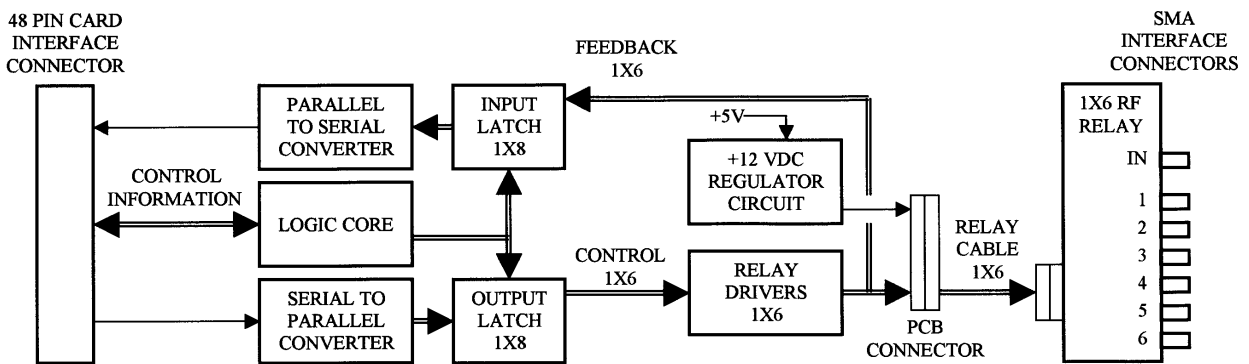 48 PIN CARD
INTERFACE
CONNECTOR
PARALLEL
TO SERIAL
CONVERTER
INPUT
LATCH
1X8
FEEDBACK
1X6
+5V
+12 VDC
REGULATOR
CIRCUIT
SMA
INTERFACE
CONNECTORS
1X6 RF
RELAY
IN
1
2
3
4
5
6
CONTROL
INFORMATION
LOGIC CORE
RELAY
CABLE
1X6
SERIAL TO
PARALLEL
CONVERTER
OUTPUT
LATCH
1X8
CONTROL
1X6
RELAY
DRIVERS
1X6
PCB
CONNECTOR